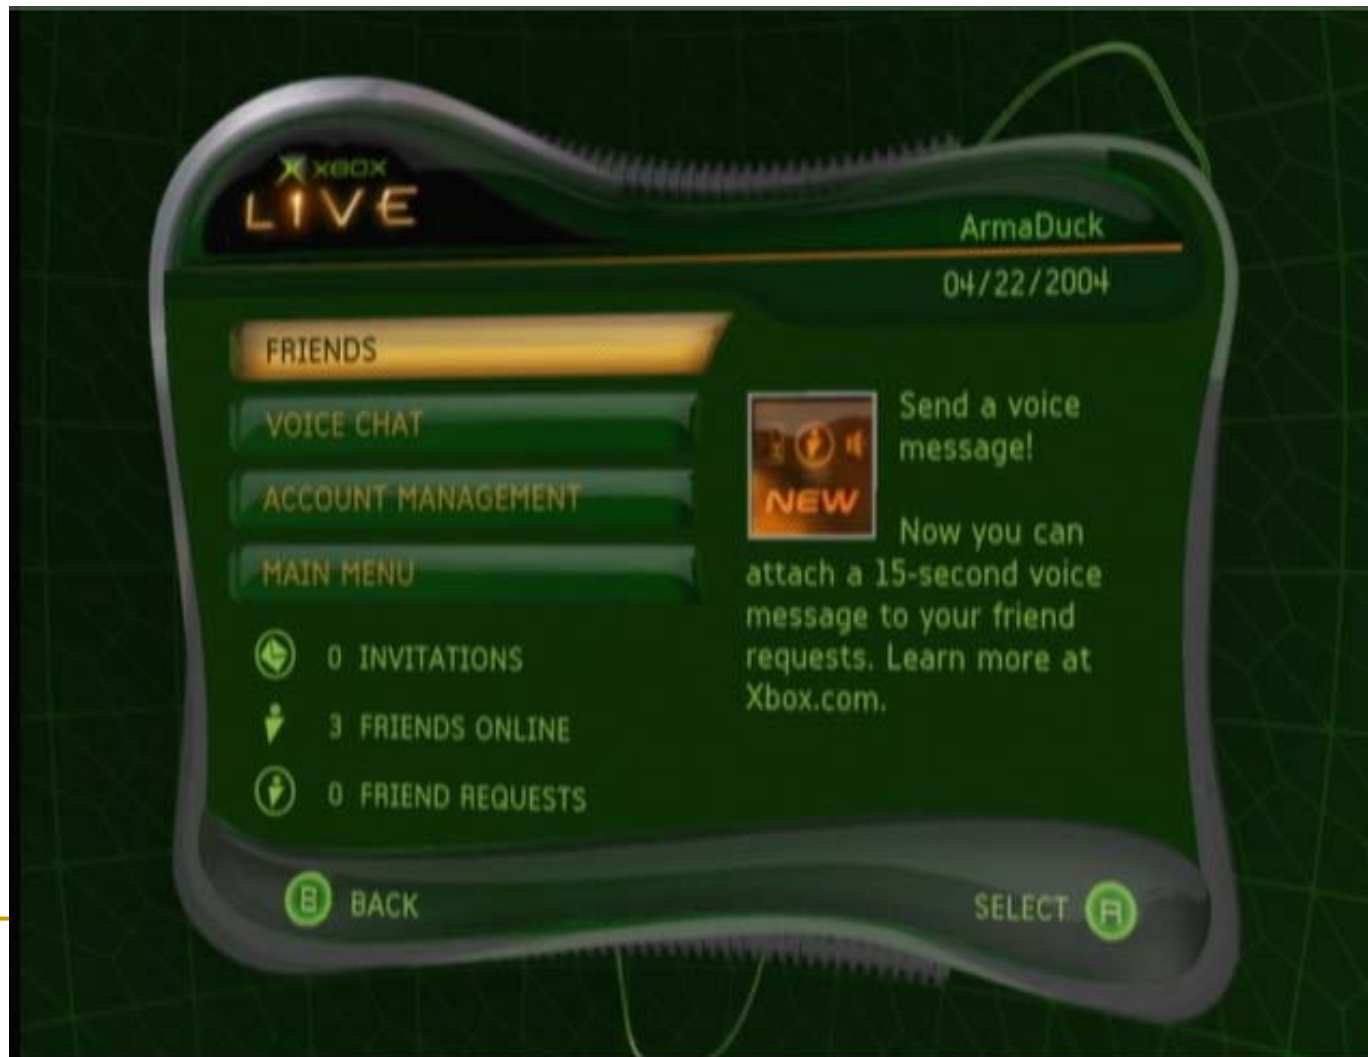 XBOX
LIVE
ArmaDuck
04/22/2004
FRIENDS
VOICE CHAT
ACCOUNT MANAGEMENT
MAIN MENU
0 INVITATIONS
3 FRIENDS ONLINE
0 FRIEND REQUESTS
NEW
Send a voice
message!
Now you can
attach a 15-second voice
message to your friend
requests. Learn more at
Xbox.com.
B BACK
SELECT A